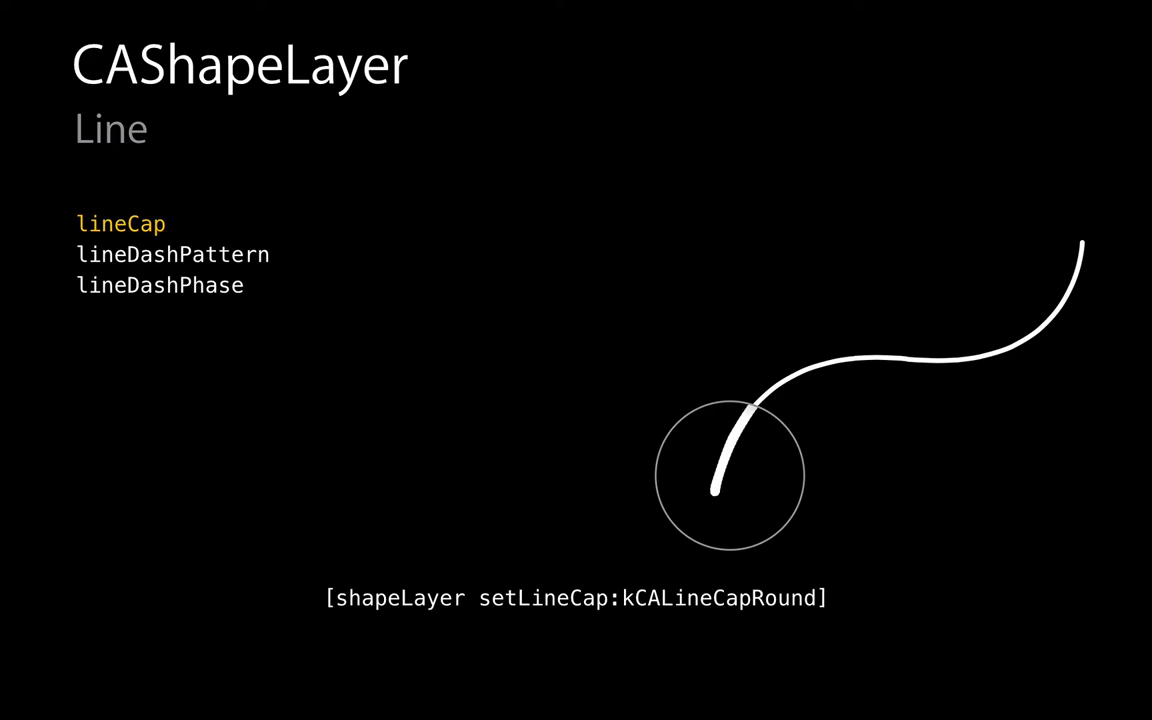 CAShapeLayer
Line
lineCap
lineDashPattern
lineDashPhase
[shapeLayer setLineCap:kCALineCapRound]